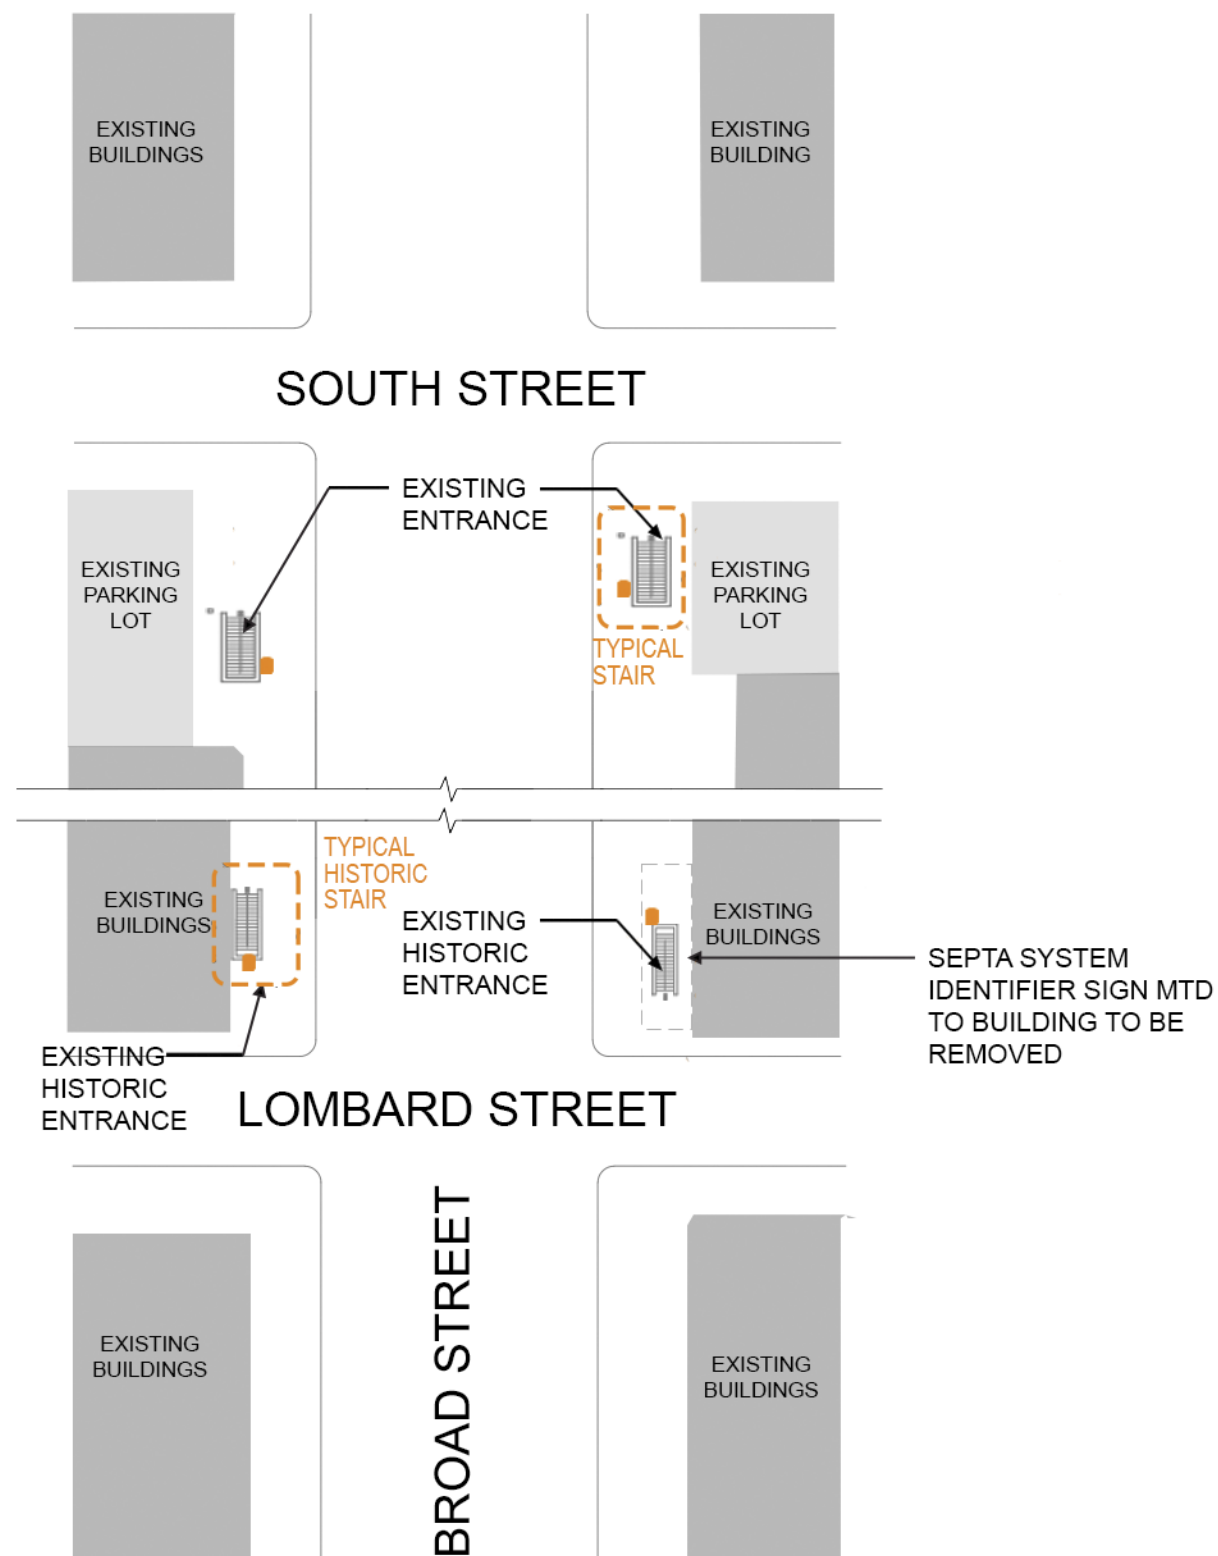 EXISTING
BUILDINGS
EXISTING
BUILDING
SOUTH STREET
EXISTING
ENTRANCE
EXISTING
PARKING
LOT
EXISTING
PARKING
LOT
TYPICAL
STAIR
TYPICAL
HISTORIC
STAIR
EXISTING
BUILDINGS
EXISTING
HISTORIC
ENTRANCE
EXISTING
BUILDINGS
SEPTA SYSTEM
IDENTIFIER SIGN MTD
TO BUILDING TO BE
REMOVED
EXISTING
HISTORIC
ENTRANCE
LOMBARD STREET
BROAD STREET
EXISTING
BUILDINGS
EXISTING
BUILDINGS